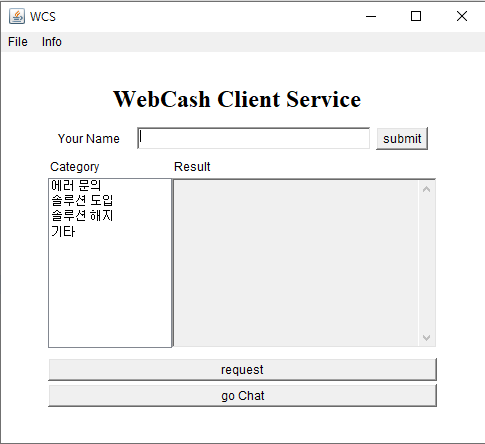 WCS
File Info
WebCash Client Service
Your Name submit
Category Result
에러 문의
솔루션 도입
솔루션 해지
기타
request
go Chat